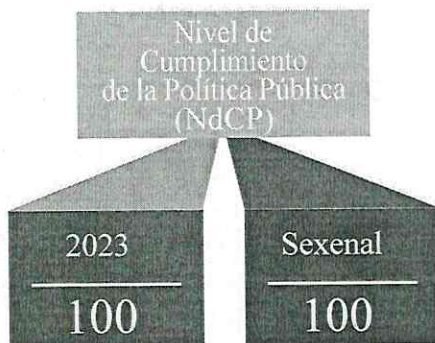 Nivel de
Cumplimiento
de la Política Pública
(NdCP)
2023
100
Sexenal
100